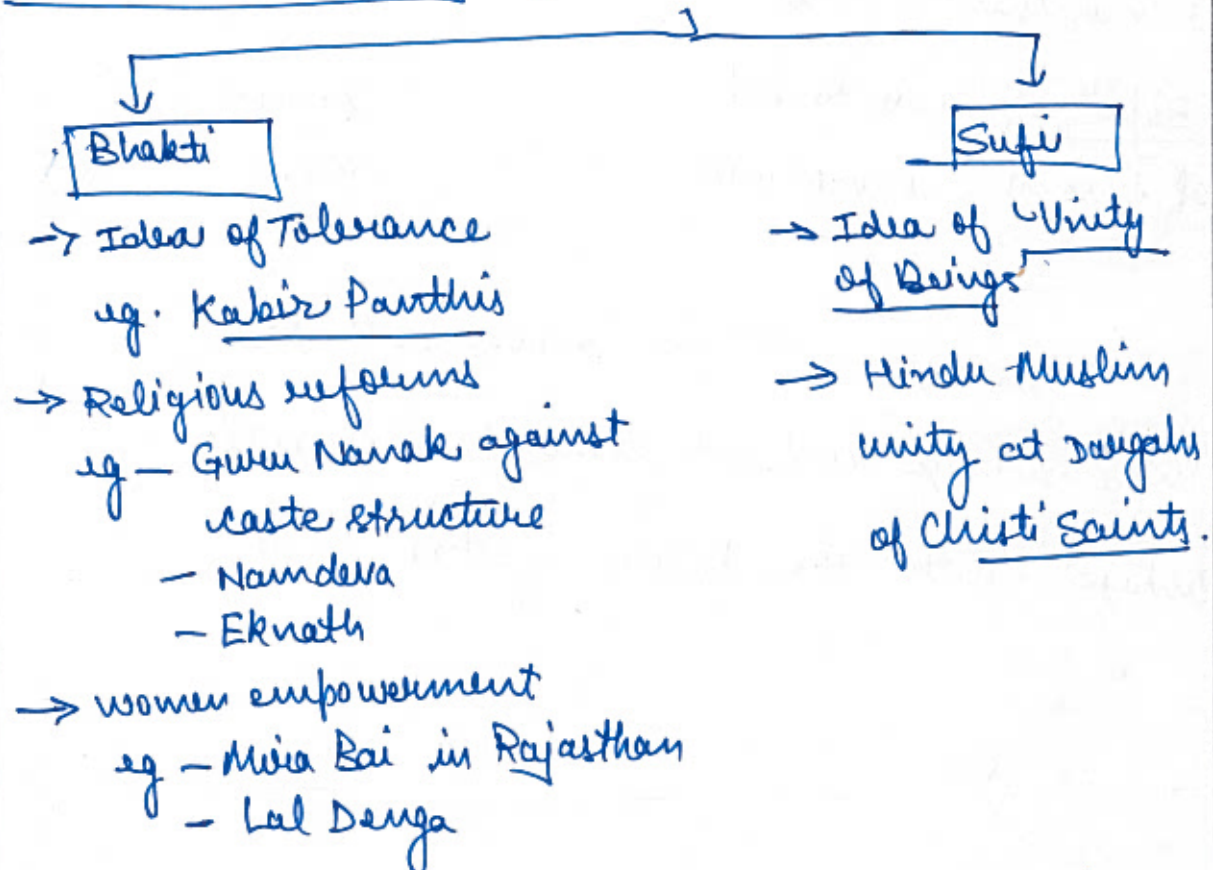 Bhakti
→ Idea of Tolerance
eg. Kabir Panthis
→ Religious reforms
eg — Guru Nanak against
caste structure
— Namdeva
— Eknath
→ women empowerment
eg — Mira Bai in Rajasthan
— Lal Denga
Sufi
→ Idea of 'Unity
of Beings'
→ Hindu-Muslim
unity at Dargahs
of Chisti Saints.